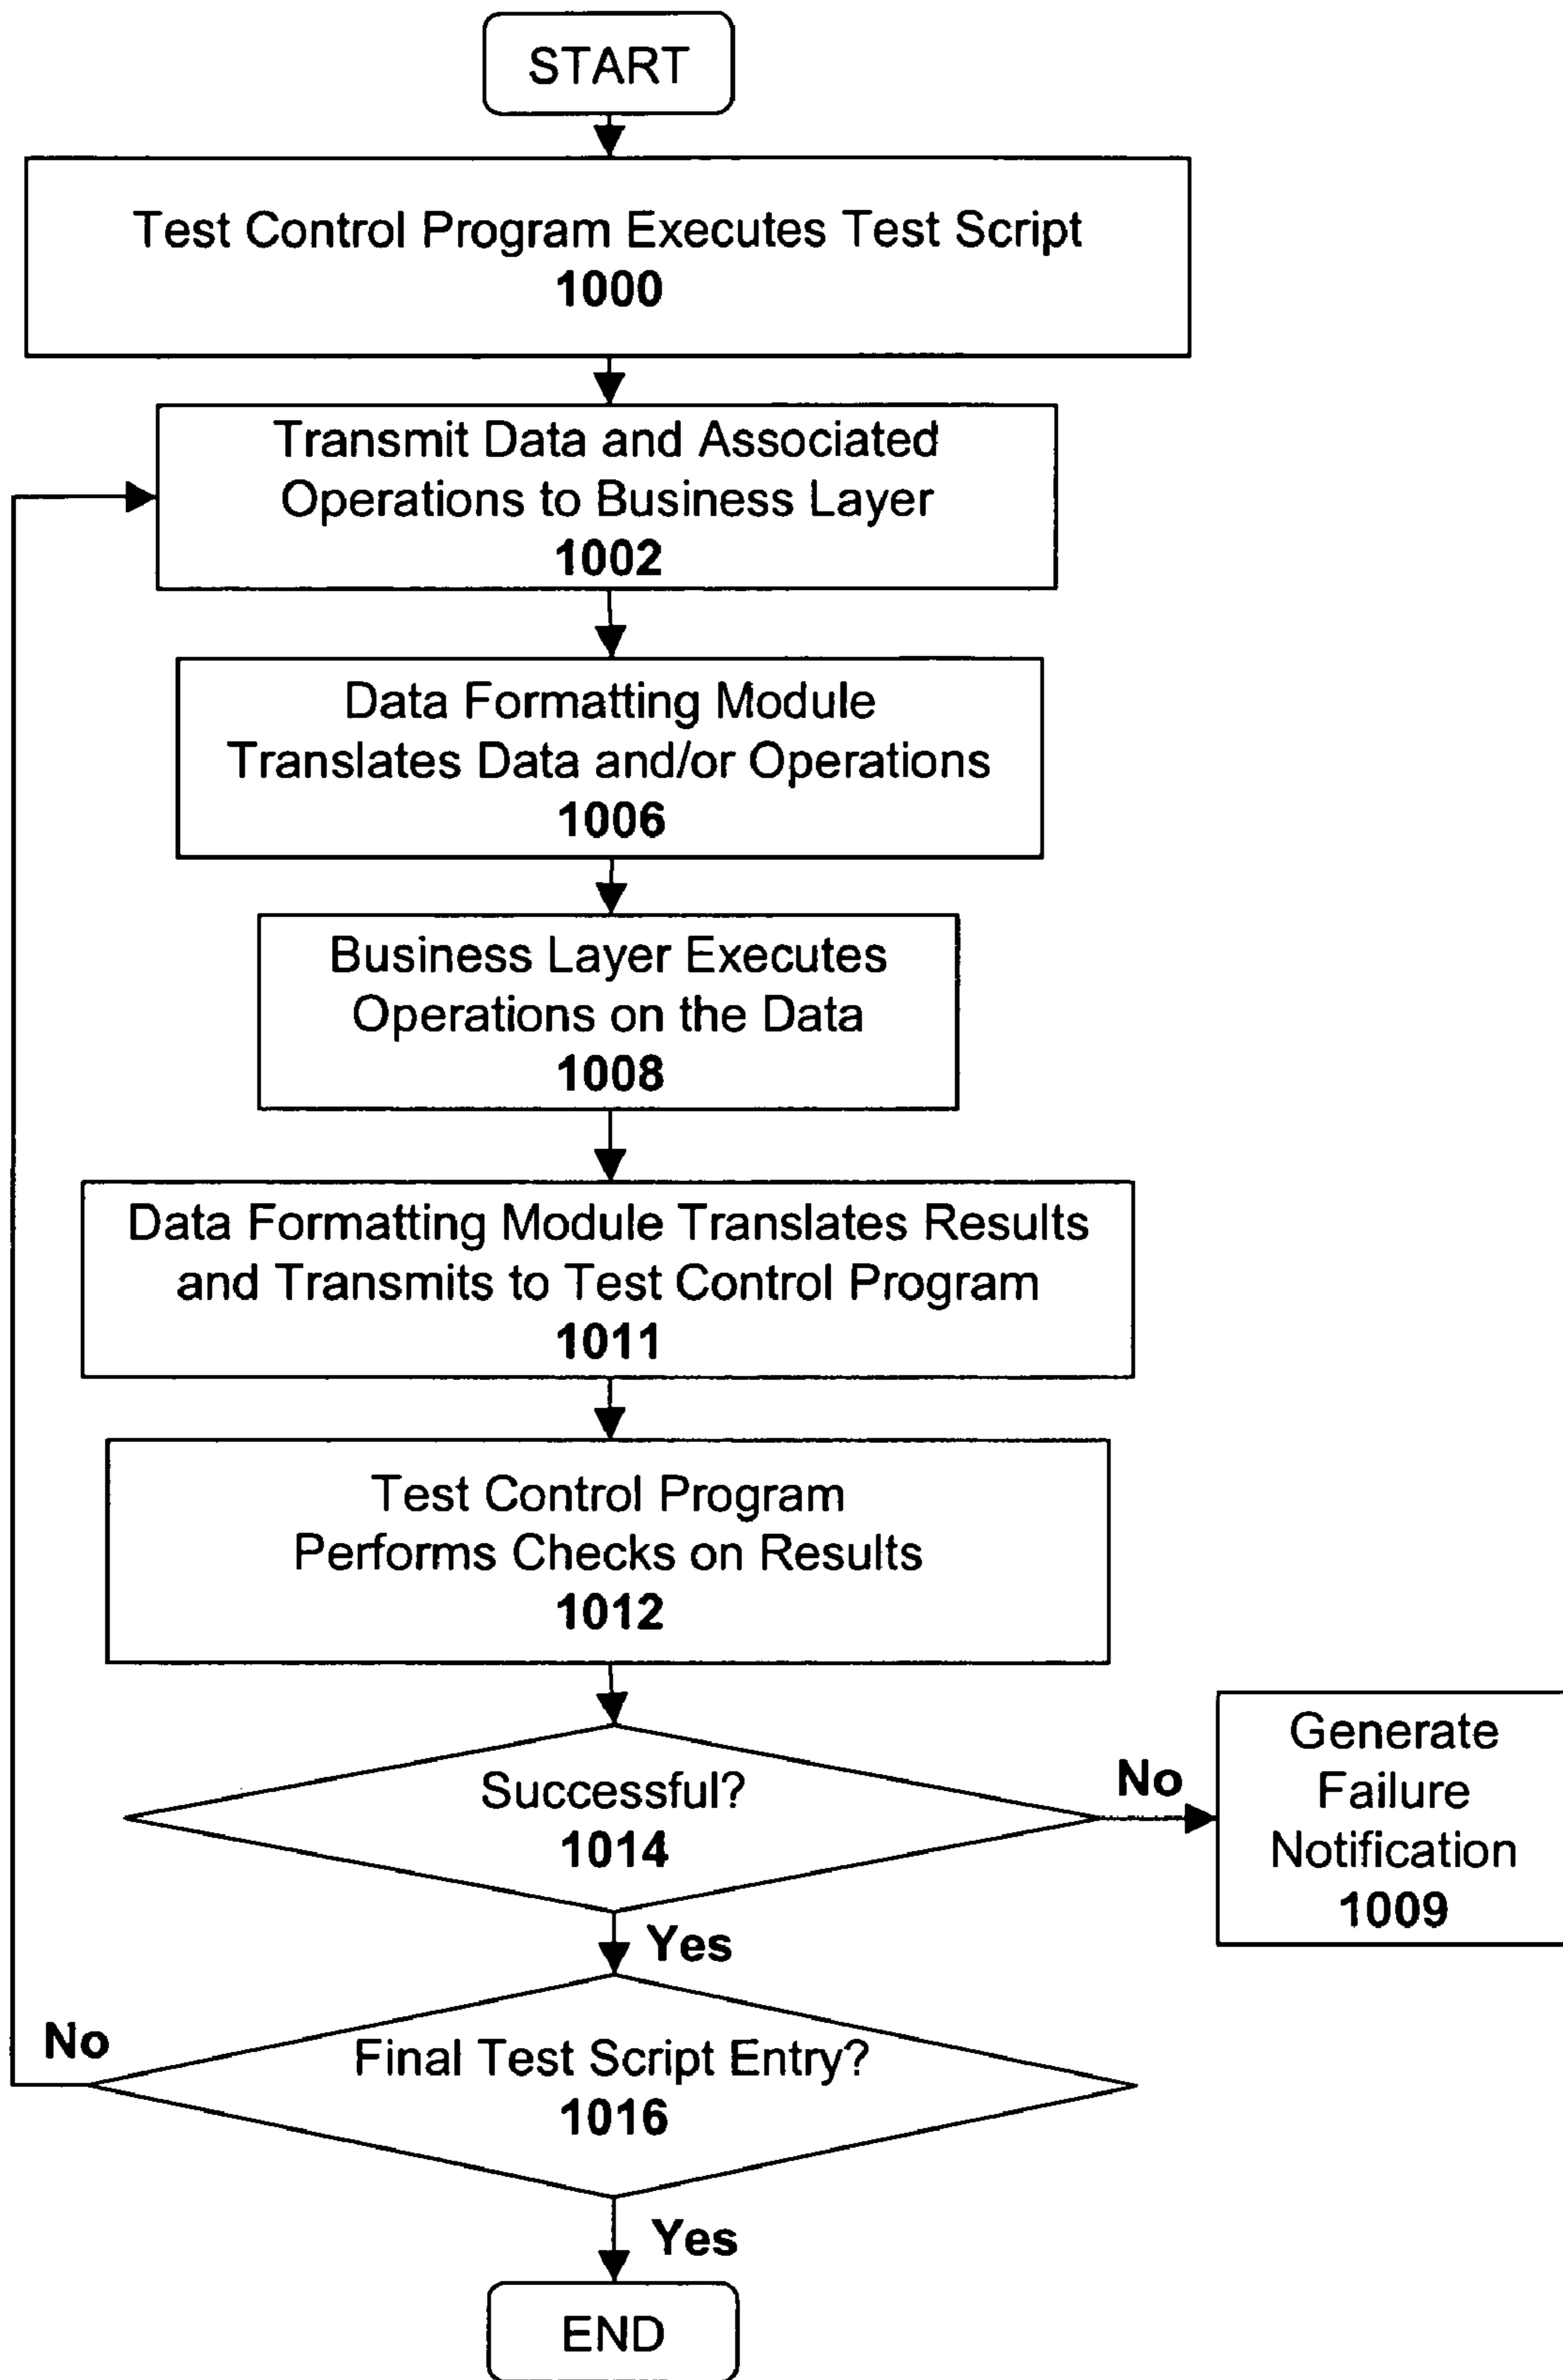 START
Test Control Program Executes Test Script
1000
Transmit Data and Associated
Operations to Business Layer
1002
Data Formatting Module
Translates Data and/or Operations
1006
Business Layer Executes
Operations on the Data
1008
Data Formatting Module Translates Results
and Transmits to Test Control Program
1011
Test Control Program
Performs Checks on Results
1012
Successful?
1014
No
Generate
Failure
Notification
1009
Yes
Final Test Script Entry?
1016
No
Yes
END